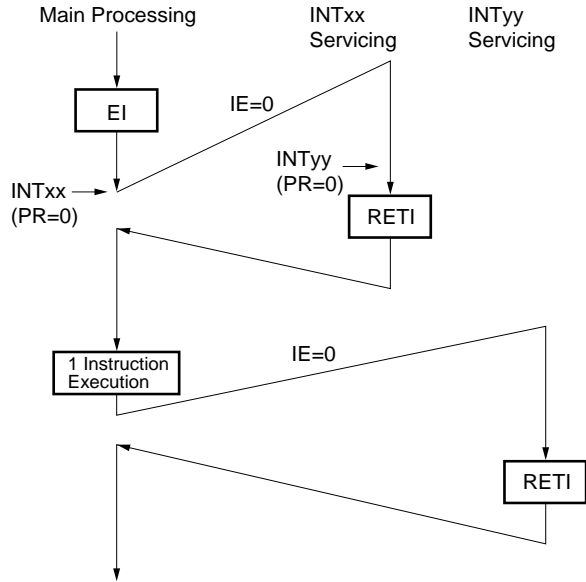 Main Processing
INTxx
Servicing
INTyy
Servicing
EI
IE=0
INTyy
(PR=0)
INTxx
(PR=0)
RETI
1 Instruction
Execution
IE=0
RETI